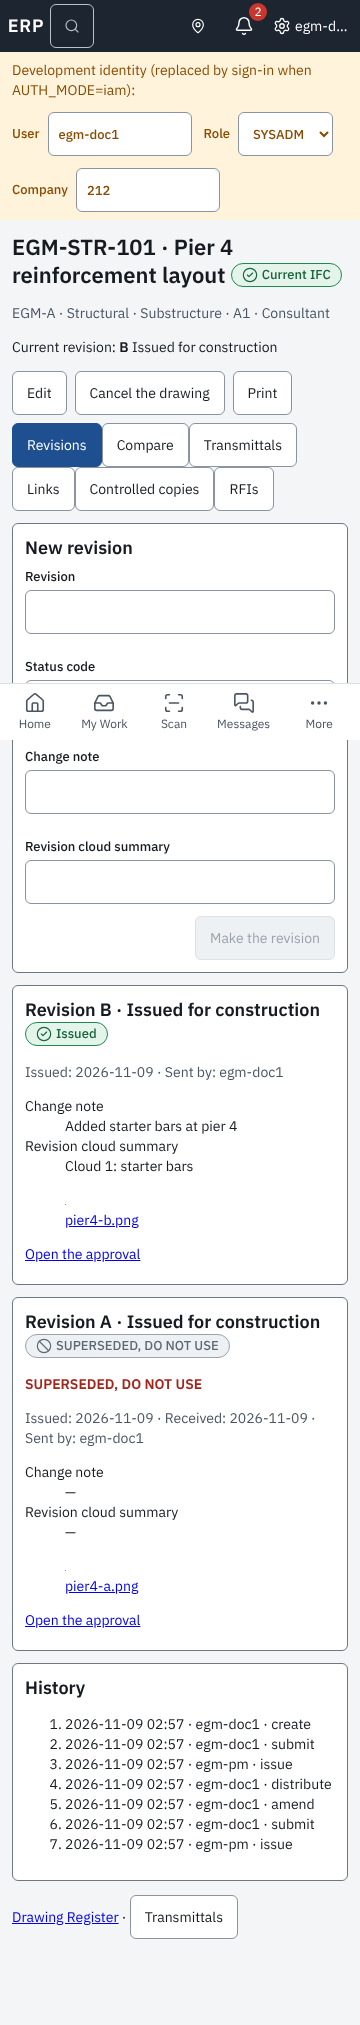 ERP
2
egm-d...
Development identity (replaced by sign-in when
AUTH_MODE=iam):
User egm-doc1 Role SYSADM
Company 212
EGM-STR-101 · Pier 4
reinforcement layout Current IFC
EGM-A · Structural · Substructure · A1 · Consultant
Current revision: B Issued for construction
Edit Cancel the drawing Print
Revisions Compare Transmittals
Links Controlled copies RFIs
New revision
Revision
Status code
Home My Work Scan Messages More
Change note
Revision cloud summary
Make the revision
Revision B · Issued for construction
Issued
Issued: 2026-11-09 · Sent by: egm-doc1
Change note
Added starter bars at pier 4
Revision cloud summary
Cloud 1: starter bars
pier4-b.png
Open the approval
Revision A · Issued for construction
SUPERSEDED, DO NOT USE
SUPERSEDED, DO NOT USE
Issued: 2026-11-09 · Received: 2026-11-09 ·
Sent by: egm-doc1
Change note
—
Revision cloud summary
—
pier4-a.png
Open the approval
History
1. 2026-11-09 02:57 · egm-doc1 · create
2. 2026-11-09 02:57 · egm-doc1 · submit
3. 2026-11-09 02:57 · egm-pm · issue
4. 2026-11-09 02:57 · egm-doc1 · distribute
5. 2026-11-09 02:57 · egm-doc1 · amend
6. 2026-11-09 02:57 · egm-doc1 · submit
7. 2026-11-09 02:57 · egm-pm · issue
Drawing Register · Transmittals